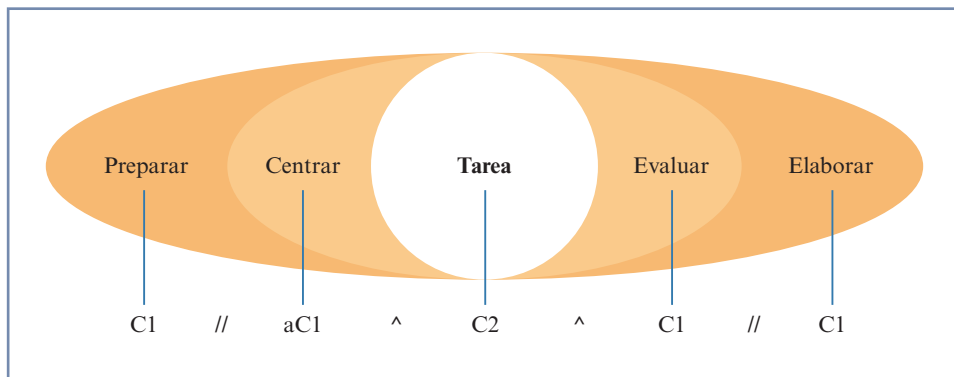 Preparar Centrar Tarea Evaluar Elaborar
C1 // aC1 ^ C2 ^ C1 // C1